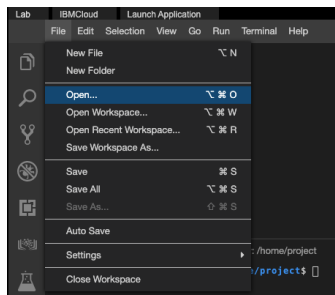 Lab IBMCloud Launch Application
File Edit Selection View Go Run Terminal Help
New File ⌥ N
New Folder
Open... ⌥ ⌘ O
Open Workspace... ⌥ ⌘ W
Open Recent Workspace... ⌥ ⌘ R
Save Workspace As...
Save ⌘ S
Save All ⌥ ⌘ S
Save As... ⇧ ⌘ S
Auto Save
Settings
: /home/project
e/project$
Close Workspace